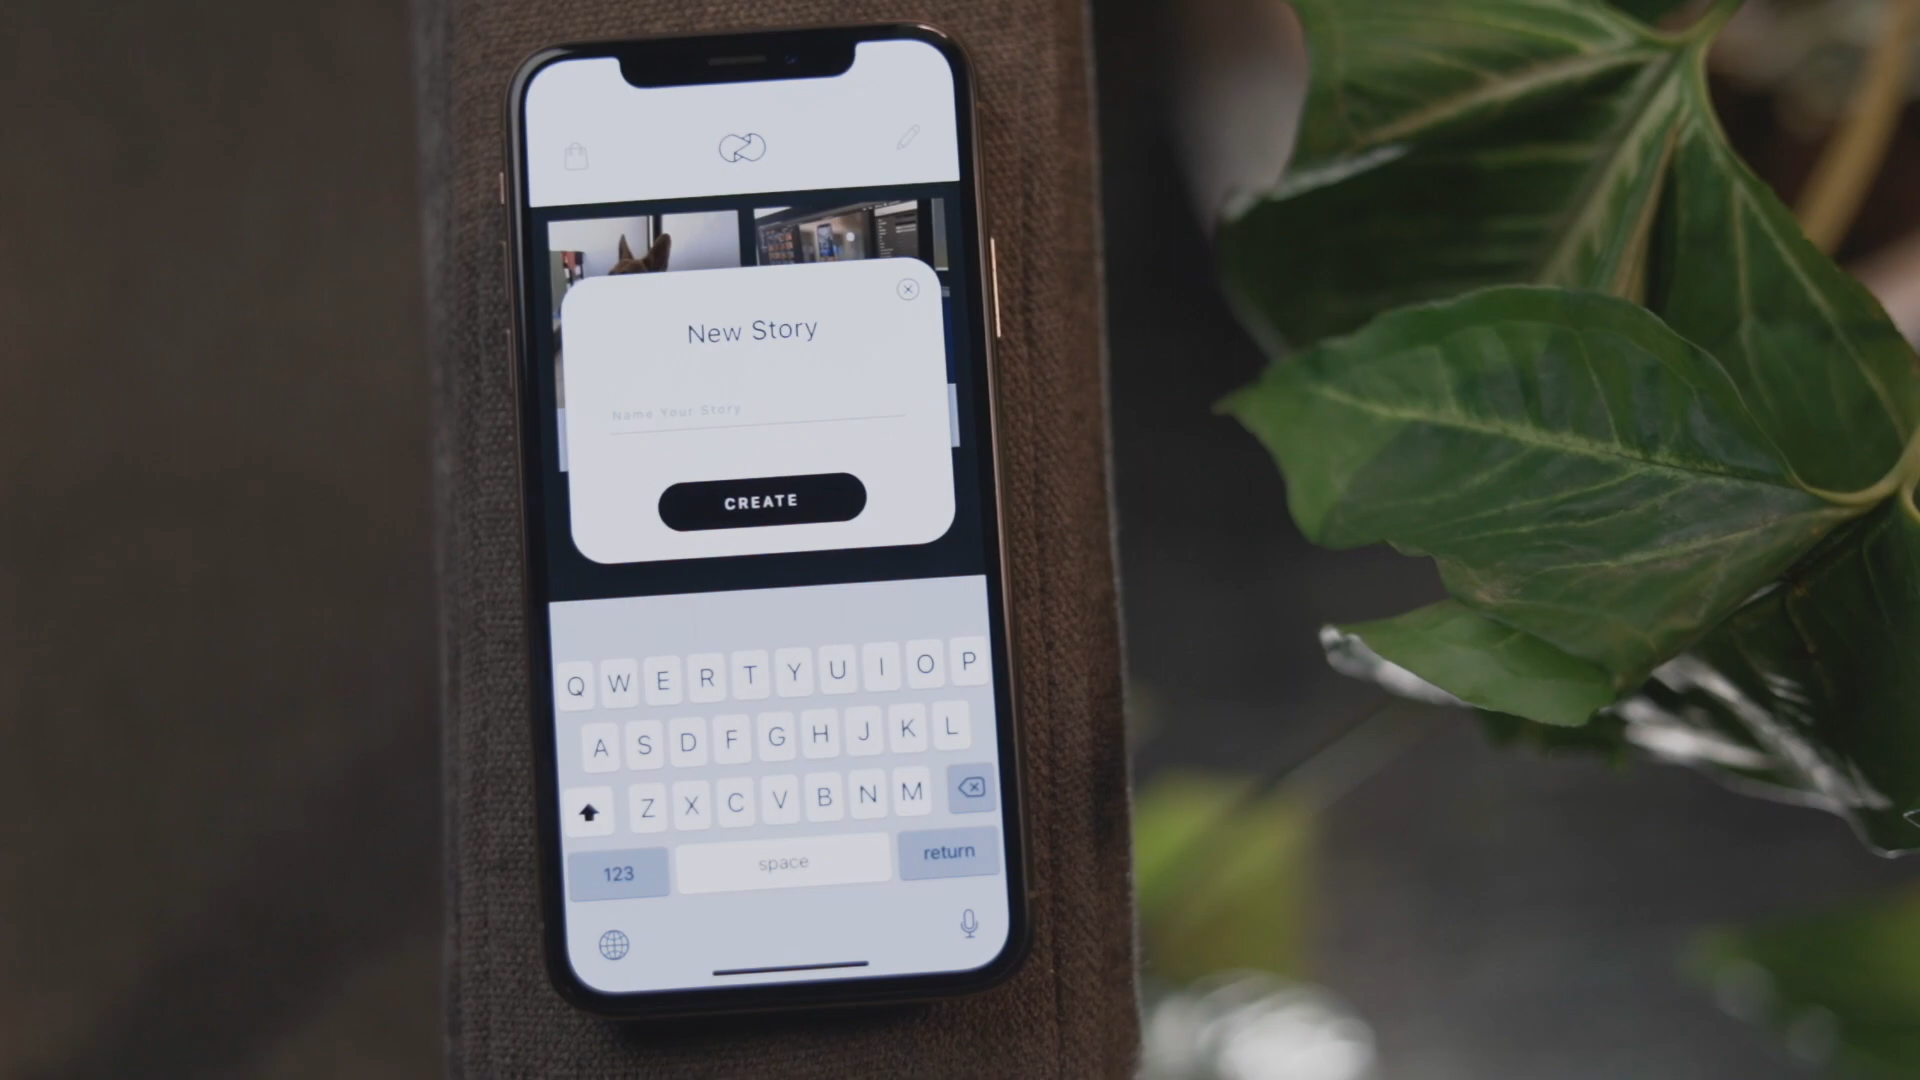 New Story
Name Your Story
CREATE
Q W E R T Y U I O P
A S D F G H J K L
Z X C V B N M
123 space return